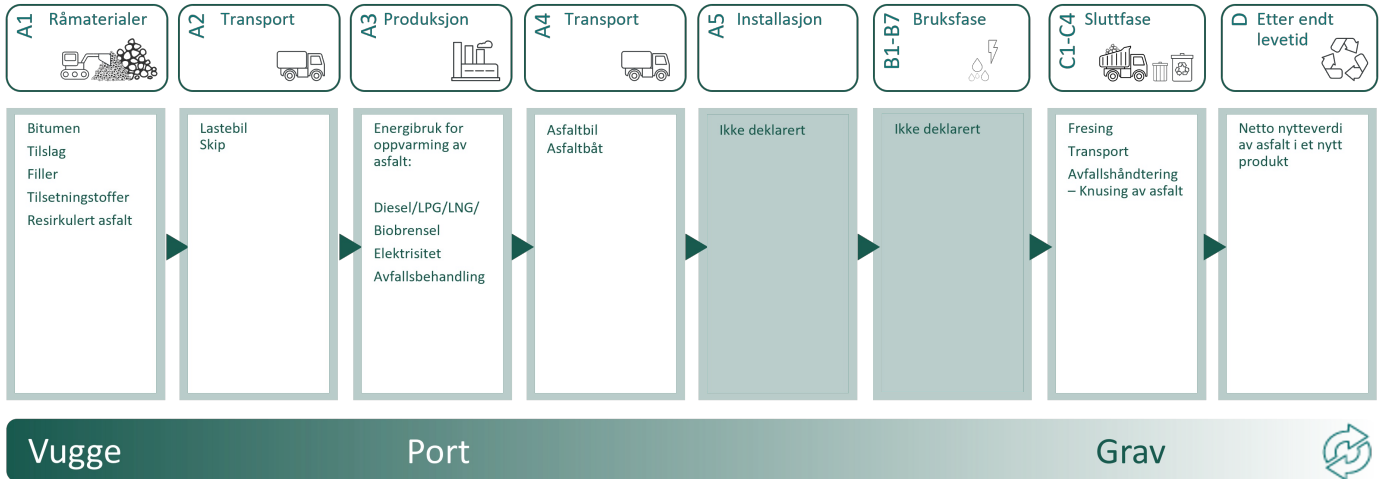 A1 Råmaterialer
A2 Transport
A3 Produksjon
A4 Transport
A5 Installasjon
B1-B7 Bruksfase
C1-C4 Sluttfase
D Etter endt
levetid
Bitumen
Tilslag
Filler
Tilsetningstoffer
Resirkulert asfalt
Lastebil
Skip
Energibruk for
oppvarming av
asfalt:
Diesel/LPG/LNG/
Biobrensel
Elektrisitet
Avfallsbehandling
Asfaltbil
Asfaltbåt
Ikke deklarert
Ikke deklarert
Fresing
Transport
Avfallshåndtering
– Knusing av asfalt
Netto nytteverdi
av asfalt i et nytt
produkt
Vugge
Port
Grav